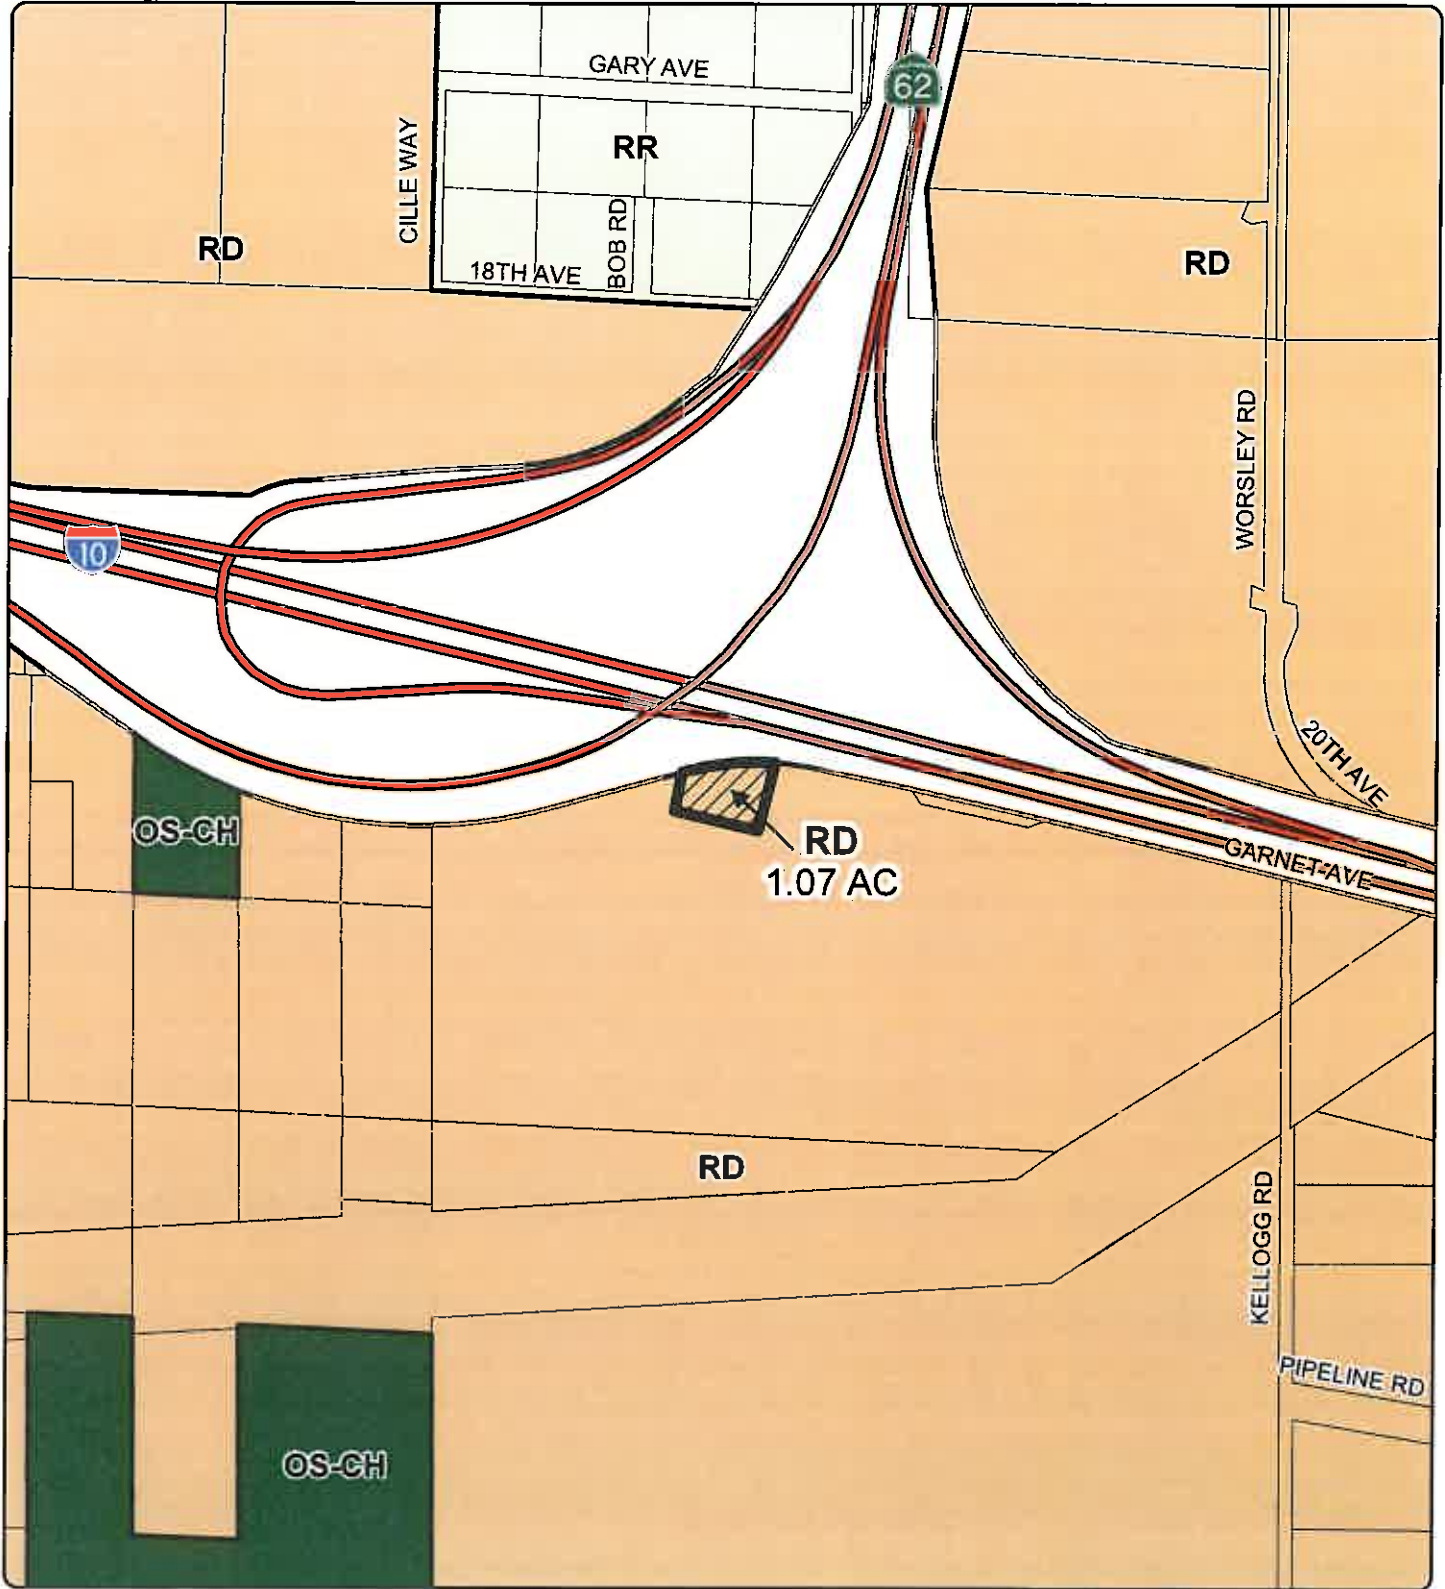 GARY AVE
62
RR
CILLE WAY
BOB RD
RD
RD
18TH AVE
WORSLEY RD
10
20TH AVE
OS-CH
RD
1.07 AC
GARNET AVE
RD
KELLOGG RD
PIPELINE RD
OS-CH